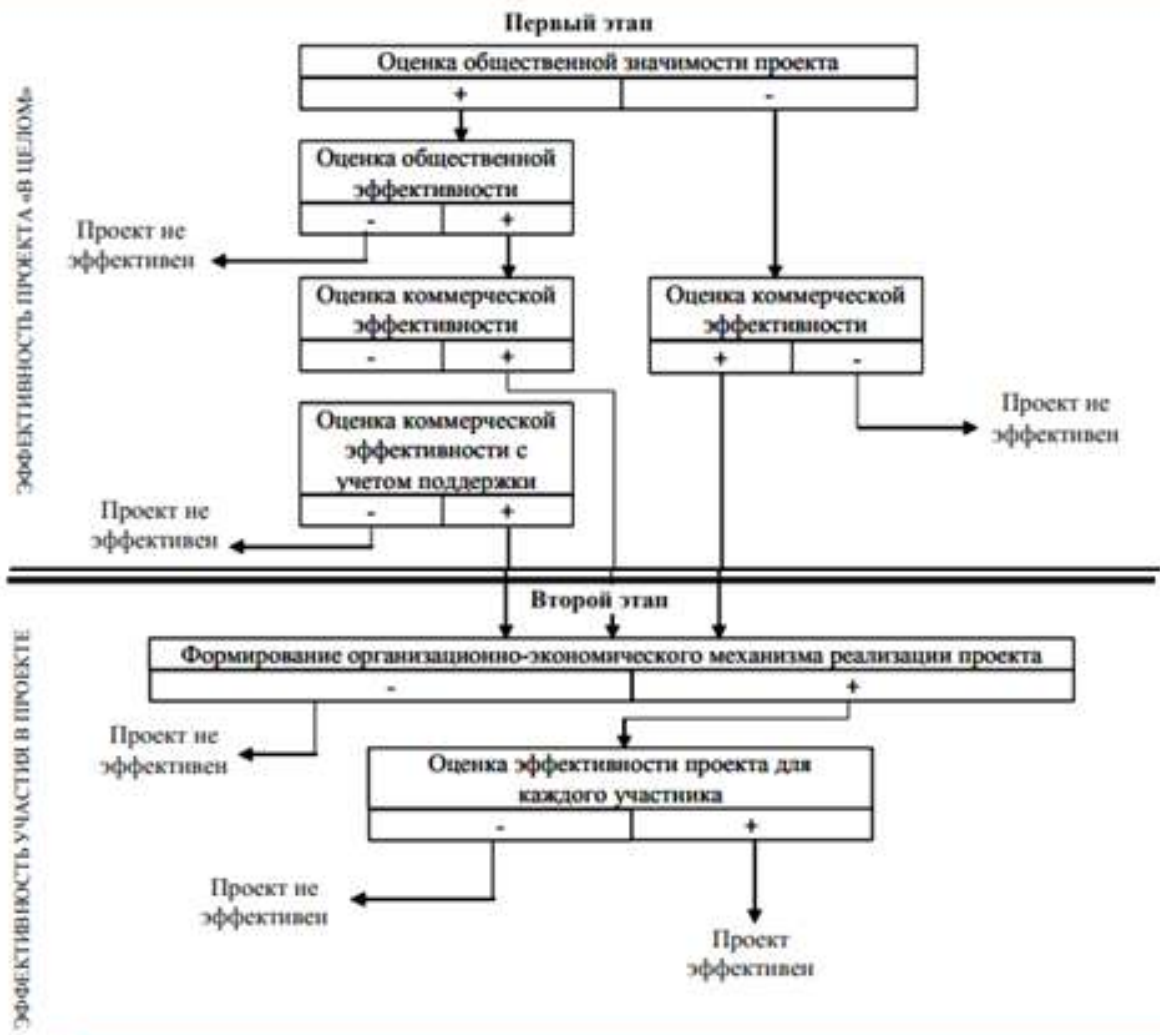 Первый этап
Оценка общественной значимости проекта
+ -
Оценка общественной
эффективности
- +
Проект не
эффективен
Оценка коммерческой
эффективности
- +
Оценка коммерческой
эффективности
+ -
Проект не
эффективен
Оценка коммерческой
эффективности с
учетом поддержки
- +
Проект не
эффективен
ЭФФЕКТИВНОСТЬ ПРОЕКТА «В ЦЕЛОМ»
Второй этап
Формирование организационно-экономического механизма реализации проекта
- +
Проект не
эффективен
Оценка эффективности проекта для
каждого участника
- +
Проект не
эффективен
Проект
эффективен
ЭФФЕКТИВНОСТЬ УЧАСТИЯ В ПРОЕКТЕ